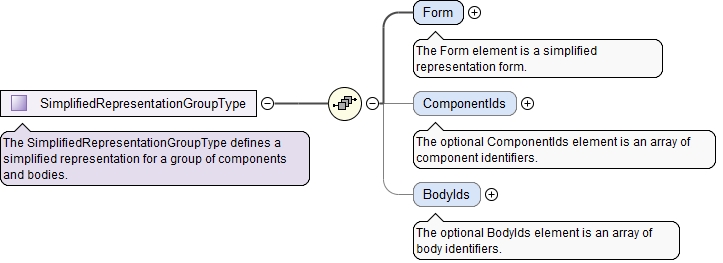 Form
The Form element is a simplified
representation form.
SimplifiedRepresentationGroupType
The SimplifiedRepresentationGroupType defines a
simplified representation for a group of components
and bodies.
ComponentIds
The optional ComponentIds element is an array of
component identifiers.
BodyIds
The optional BodyIds element is an array of
body identifiers.